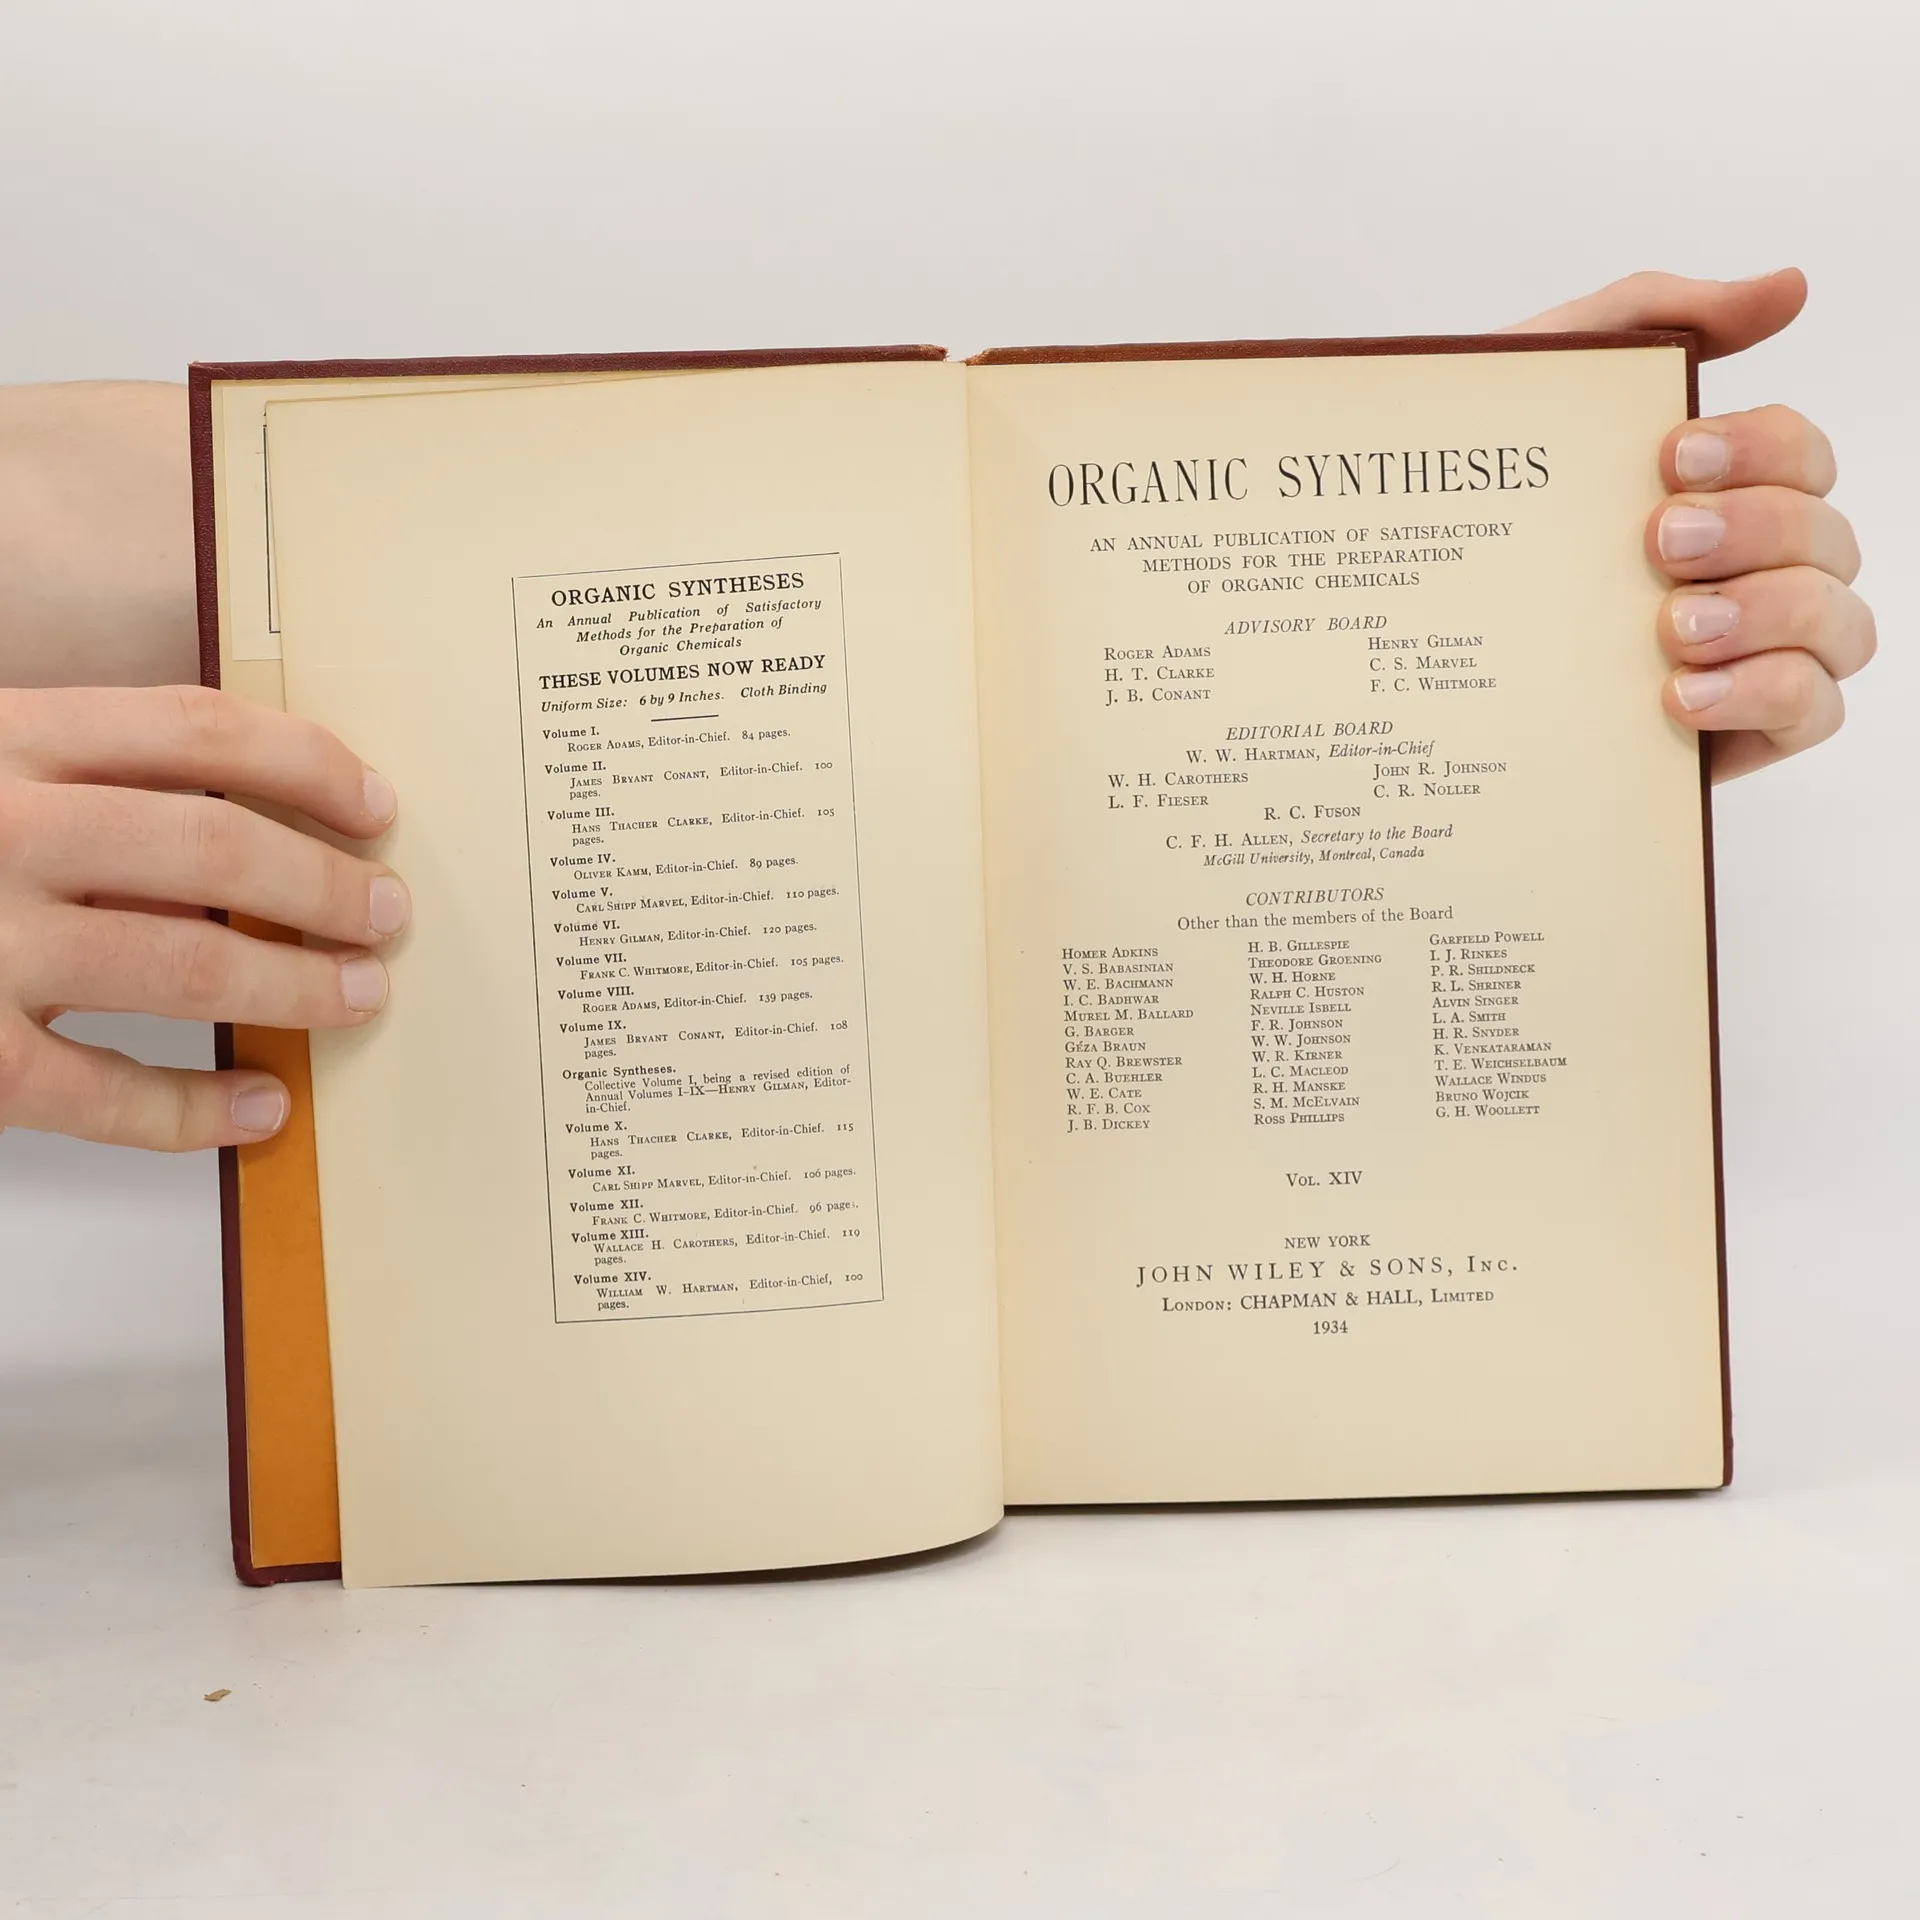 ORGANIC SYNTHESES
An Annual Publication of Satisfactory
Methods for the Preparation of
Organic Chemicals
THESE VOLUMES NOW READY
Uniform Size: 6 by 9 Inches. Cloth Binding
Volume I.
ROGER ADAMS, Editor-in-Chief. 84 pages.
Volume II.
JAMES BRYANT CONANT, Editor-in-Chief. 100
pages.
Volume III.
HANS THACHER CLARKE, Editor-in-Chief. 105
pages.
Volume IV.
OLIVER KAMM, Editor-in-Chief. 89 pages.
Volume V.
CARL SHIPP MARVEL, Editor-in-Chief. 110 pages.
Volume VI.
HENRY GILMAN, Editor-in-Chief. 120 pages.
Volume VII.
FRANK C. WHITMORE, Editor-in-Chief. 105 pages.
Volume VIII.
ROGER ADAMS, Editor-in-Chief. 139 pages.
Volume IX.
JAMES BRYANT CONANT, Editor-in-Chief. 108
pages.
Organic Syntheses.
Collective Volume I, being a revised edition of
Annual Volumes I-IX—HENRY GILMAN, Editor-
in-Chief.
Volume X.
HANS THACHER CLARKE, Editor-in-Chief. 115
pages.
Volume XI.
CARL SHIPP MARVEL, Editor-in-Chief. 106 pages.
Volume XII.
FRANK C. WHITMORE, Editor-in-Chief. 96 pages.
Volume XIII.
WALLACE H. CAROTHERS, Editor-in-Chief. 119
pages.
Volume XIV.
WILLIAM W. HARTMAN, Editor-in-Chief, 100
pages.
ORGANIC SYNTHESES
AN ANNUAL PUBLICATION OF SATISFACTORY
METHODS FOR THE PREPARATION
OF ORGANIC CHEMICALS
ADVISORY BOARD
ROGER ADAMS HENRY GILMAN
H. T. CLARKE C. S. MARVEL
J. B. CONANT F. C. WHITMORE
EDITORIAL BOARD
W. W. HARTMAN, Editor-in-Chief
W. H. CAROTHERS JOHN R. JOHNSON
L. F. FIESER C. R. NOLLER
R. C. FUSON
C. F. H. ALLEN, Secretary to the Board
McGill University, Montreal, Canada
CONTRIBUTORS
Other than the members of the Board
HOMER ADKINS H. B. GILLESPIE GARFIELD POWELL
V. S. BABASINIAN THEODORE GROENING I. J. RINKES
W. E. BACHMANN W. H. HORNE P. R. SHILDNECK
I. C. BADHWAR RALPH C. HUSTON R. L. SHRINER
MUREL M. BALLARD NEVILLE ISBELL ALVIN SINGER
G. BARGER F. R. JOHNSON L. A. SMITH
GÉZA BRAUN W. W. JOHNSON H. R. SNYDER
RAY Q. BREWSTER W. R. KIRNER K. VENKATARAMAN
C. A. BUEHLER L. C. MACLEOD T. E. WEICHSELBAUM
W. E. CATE R. H. MANSKE WALLACE WINDUS
R. F. B. COX S. M. MCELVAIN BRUNO WOJCIK
J. B. DICKEY ROSS PHILLIPS G. H. WOOLLETT
VOL. XIV
NEW YORK
JOHN WILEY & SONS, INC.
LONDON: CHAPMAN & HALL, LIMITED
1934